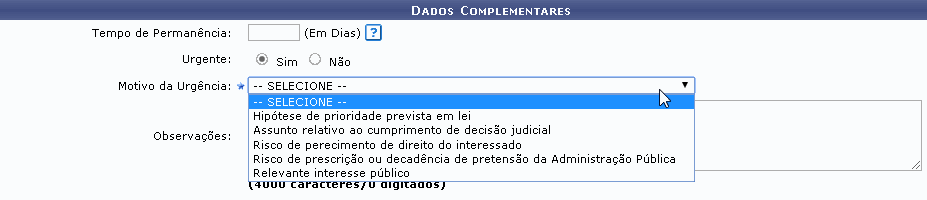 DADOS COMPLEMENTARES
Tempo de Permanência: (Em Dias) ?
Urgente: Sim Não
Motivo da Urgência: -- SELECIONE --
-- SELECIONE --
Hipótese de prioridade prevista em lei
Assunto relativo ao cumprimento de decisão judicial
Observações:
Risco de perecimento de direito do interessado
Risco de prescrição ou decadência de pretensão da Administração Pública
Relevante interesse público
(4000 caracteres/0 digitados)